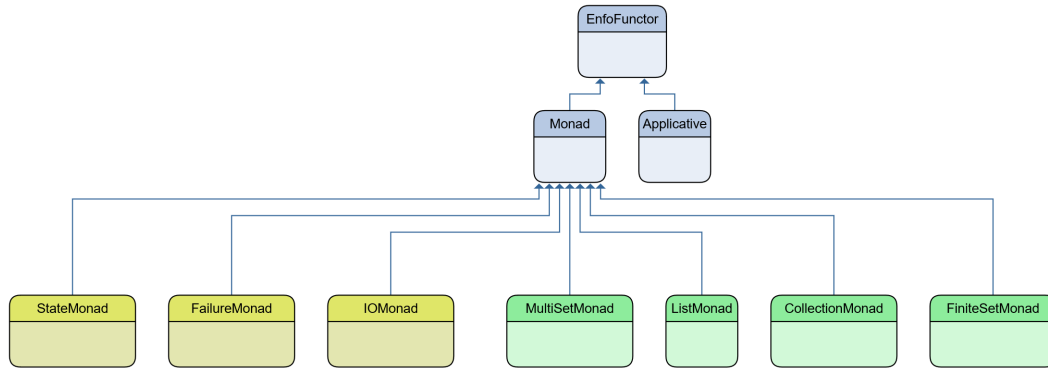 EnfoFunctor
Monad
Applicative
StateMonad
FailureMonad
IOMonad
MultiSetMonad
ListMonad
CollectionMonad
FiniteSetMonad